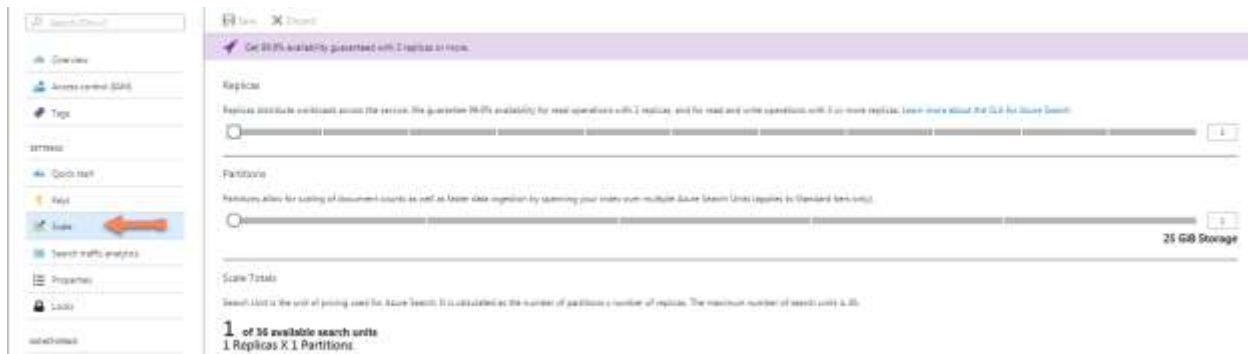 Search (Ctrl+/)
Overview
Access control (IAM)
Tags
SETTINGS
Quick start
Keys
Scale
Search traffic analytics
Properties
Locks
Save Discard
Get 99.9% availability guaranteed with replicas or more.
Replicas
Replicas distribute workloads across the service. We guarantee 99.9% availability for read operations with 2 replicas, and for read and write operations with 3 or more replicas. Learn more about the SLA for Azure Search
1
Partitions
Partitions allow for scaling of document counts as well as faster data ingestion by spanning your index over multiple Azure Search Units (applies to Standard tiers only).
1
25 GiB Storage
Scale Totals
Search Unit is the unit of pricing used for Azure Search. It is calculated as the number of partitions x number of replicas. The maximum number of search units is 36.
1 of 36 available search units
1 Replicas X 1 Partitions